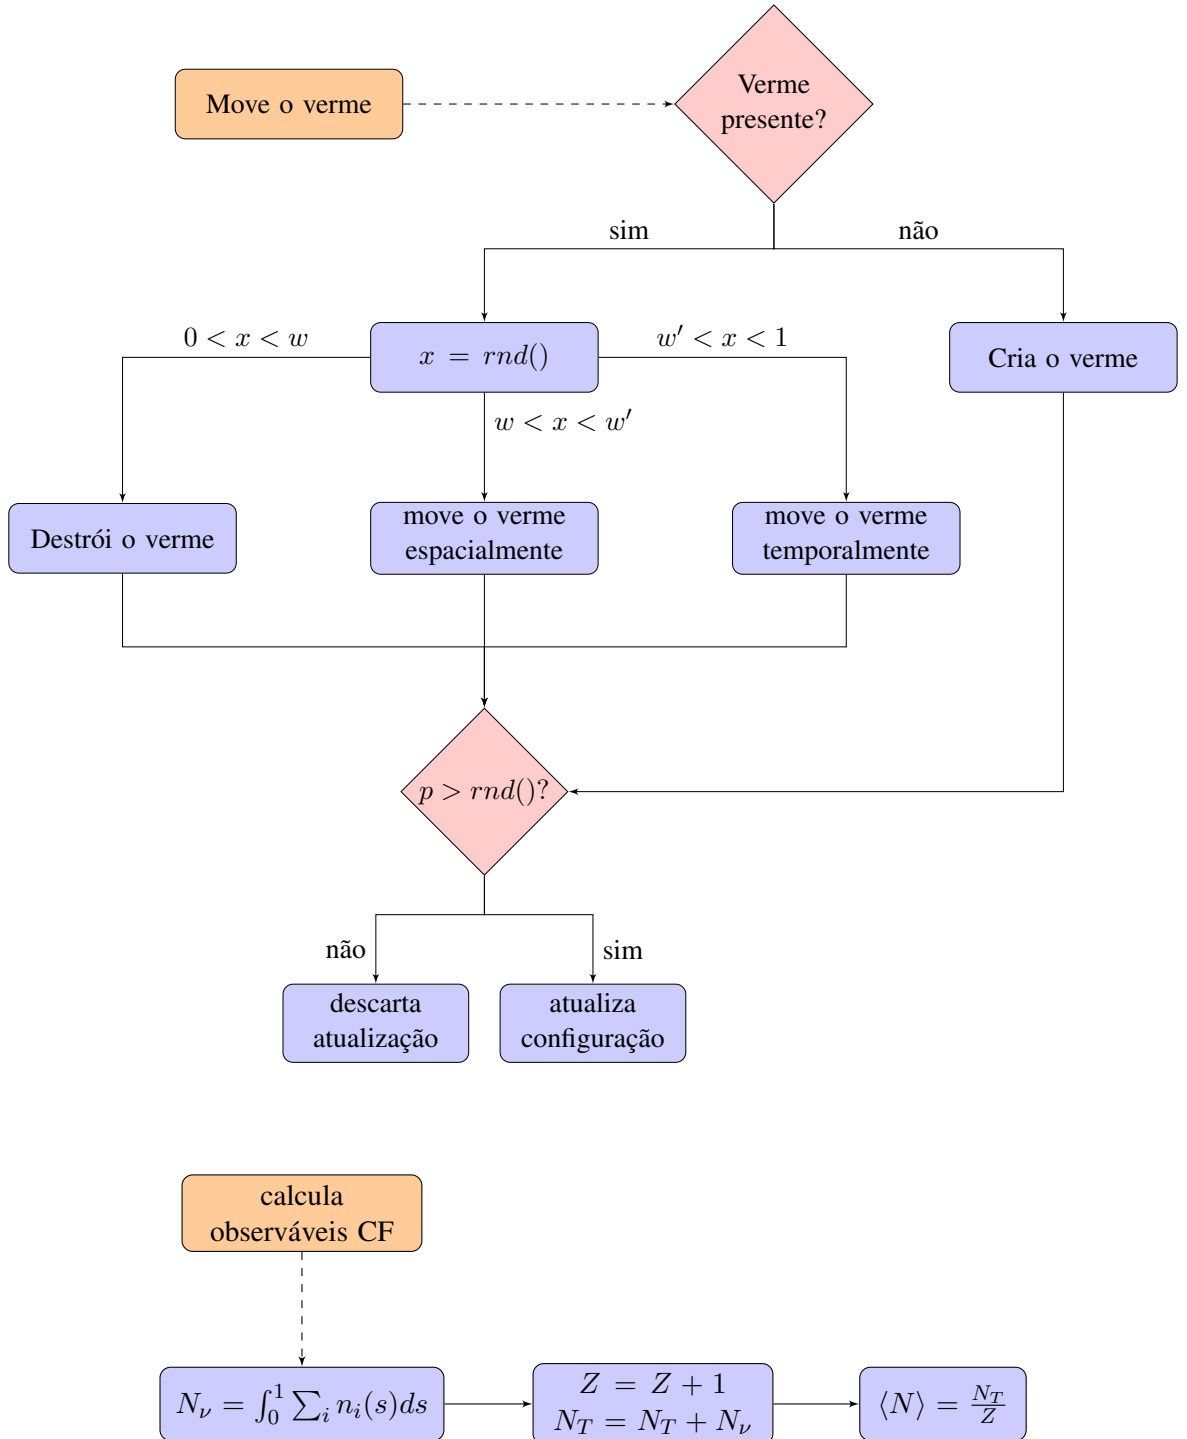 Move o verme
Verme
presente?
sim
não
0 < x < w
x = rnd()
w′ < x < 1
Cria o verme
w < x < w′
Destrói o verme
move o verme
espacialmente
move o verme
temporalmente
p > rnd()?
não
sim
descarta
atualização
atualiza
configuração
calcula
observáveis CF
N_ν = ∫_0^1 ∑_i n_i(s)ds
Z = Z + 1
N_T = N_T + N_ν
⟨N⟩ = N_T/Z